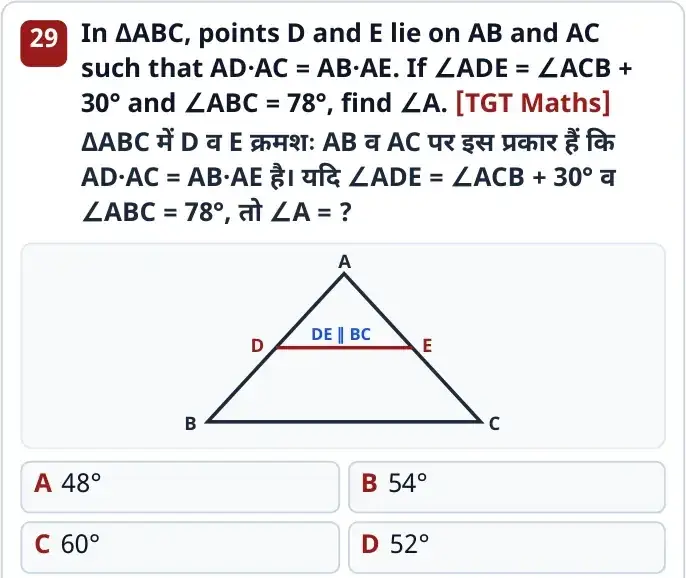 29 In ΔABC, points D and E lie on AB and AC
such that AD·AC = AB·AE. If ∠ADE = ∠ACB +
30° and ∠ABC = 78°, find ∠A. [TGT Maths]
ΔABC में D व E क्रमशः AB व AC पर इस प्रकार हैं कि
AD·AC = AB·AE है। यदि ∠ADE = ∠ACB + 30° व
∠ABC = 78°, तो ∠A = ?
A
DE ∥ BC
D E
B C
A 48° B 54°
C 60° D 52°